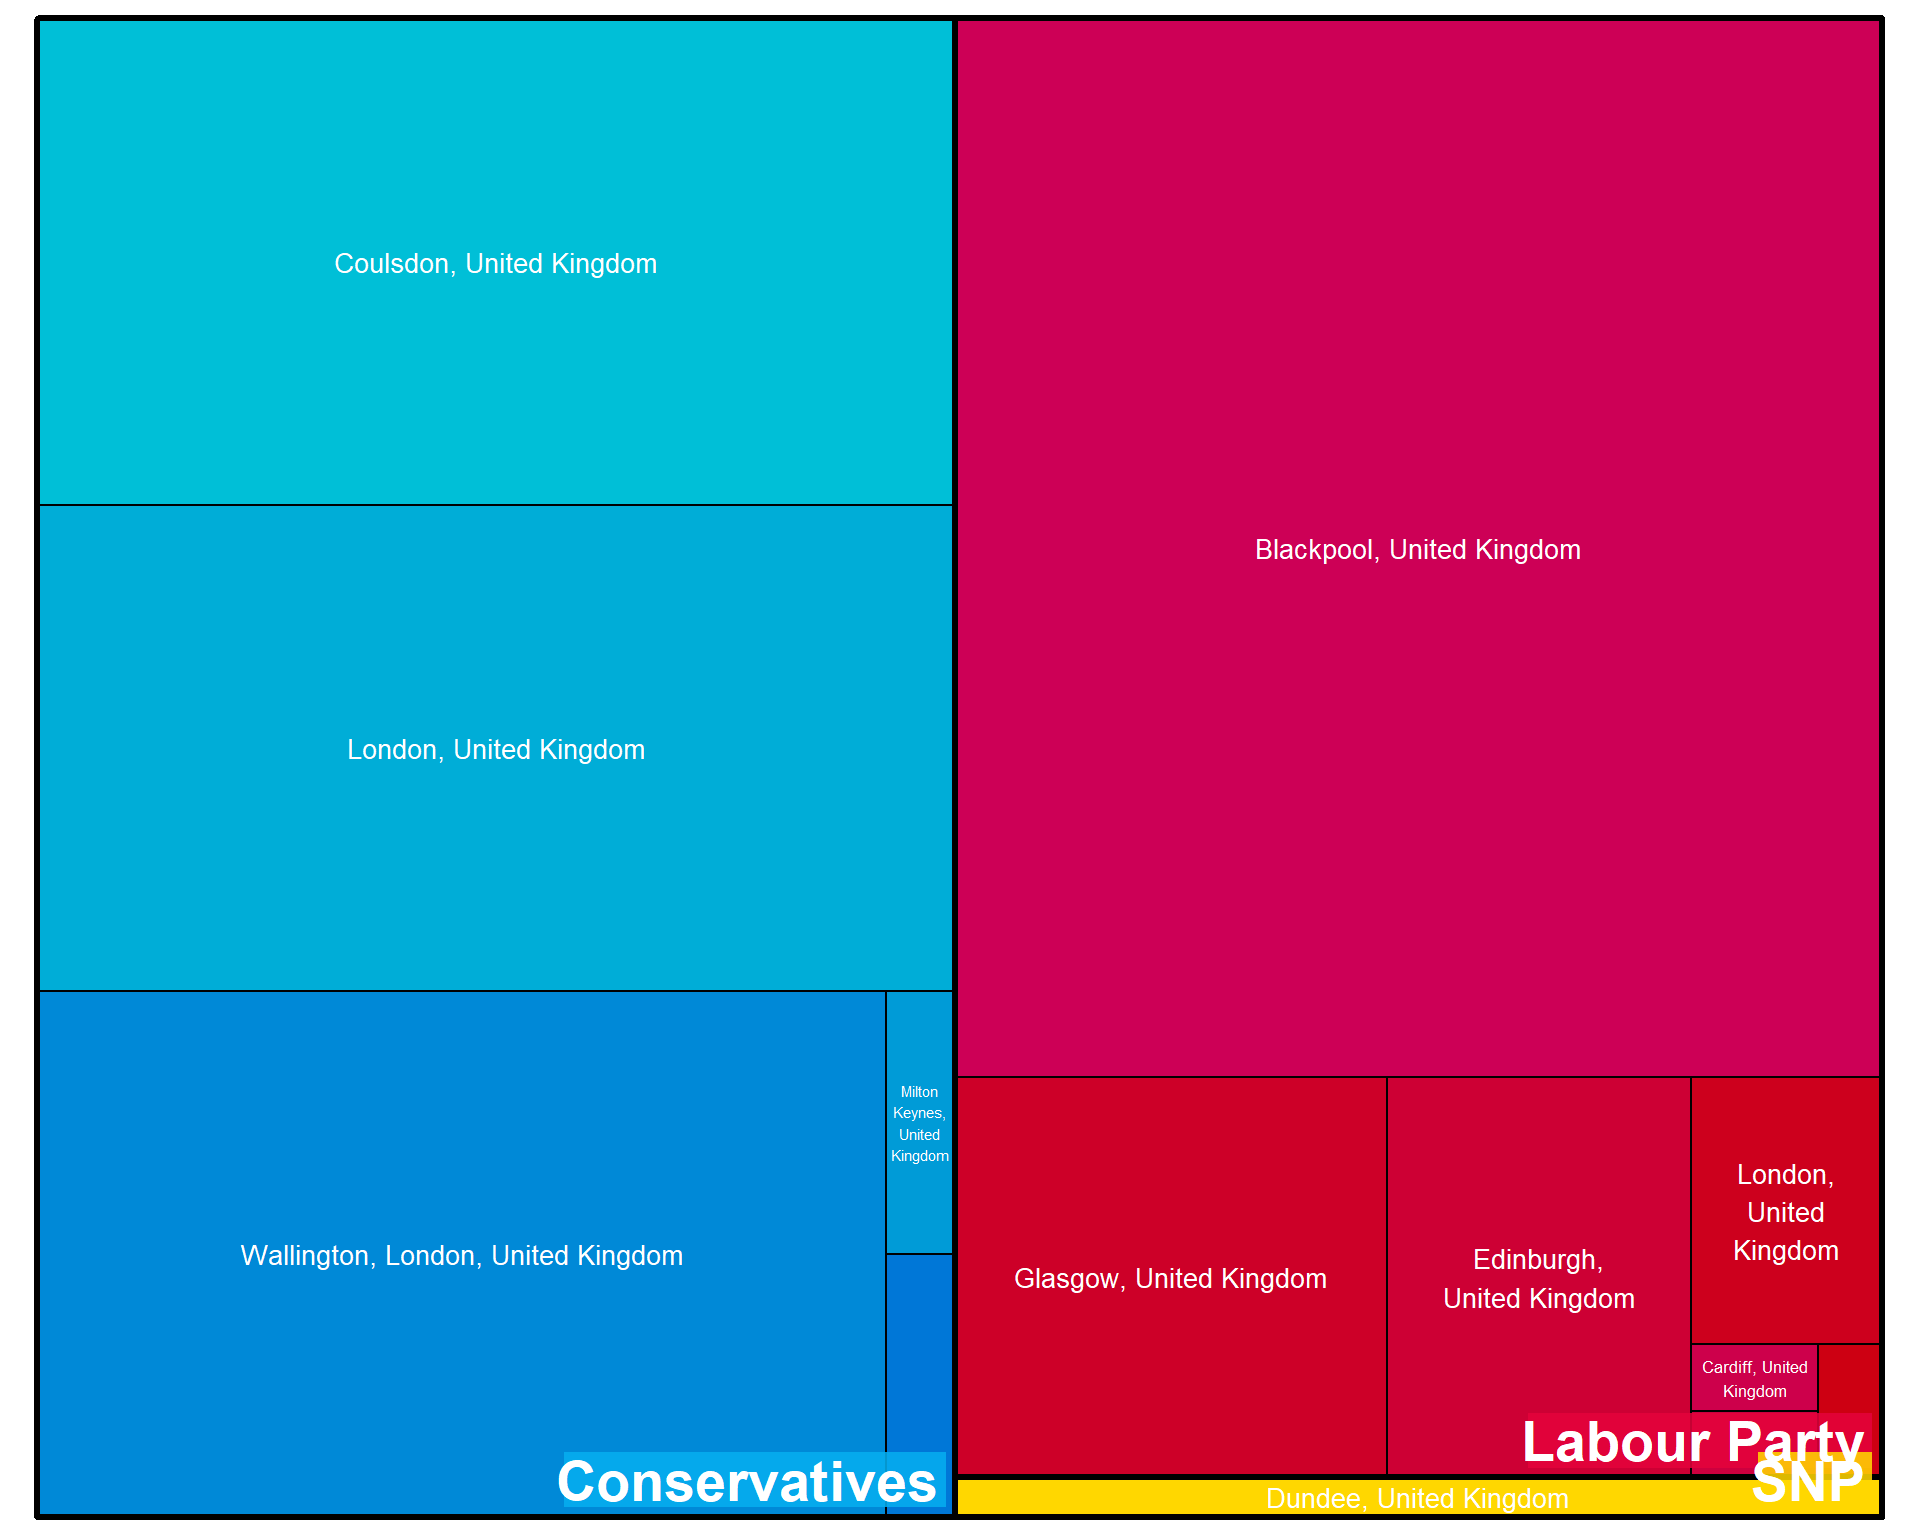 Coulsdon, United Kingdom
London, United Kingdom
Wallington, London, United Kingdom
Milton
Keynes,
United
Kingdom
Conservatives
Blackpool, United Kingdom
Glasgow, United Kingdom
Edinburgh,
United Kingdom
London,
United
Kingdom
Cardiff, United
Kingdom
Labour Party
SNP
Dundee, United Kingdom